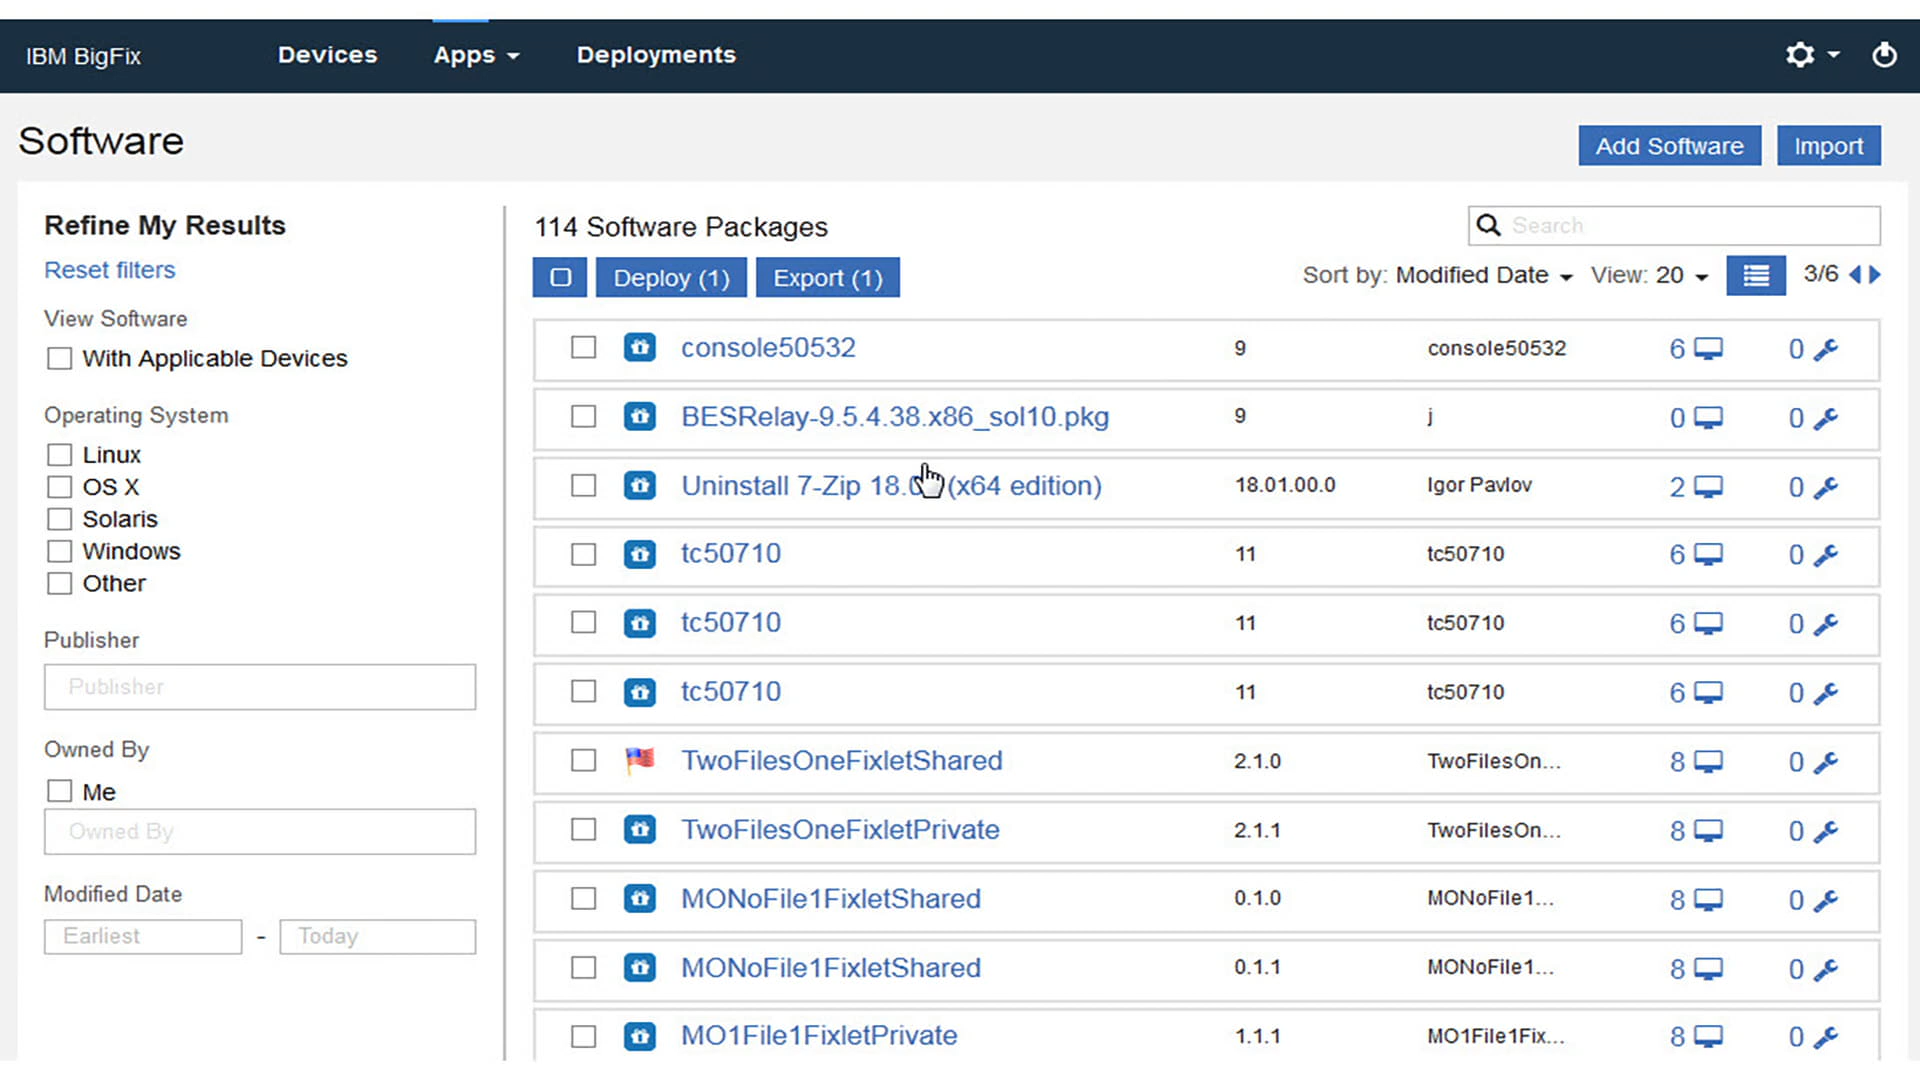 IBM BigFix Devices Apps Deployments
Software
Add Software Import
Refine My Results
Reset filters
View Software
With Applicable Devices
Operating System
Linux
OS X
Solaris
Windows
Other
Publisher
Publisher
Owned By
Me
Owned By
Modified Date
Earliest - Today
114 Software Packages
Search
Deploy (1) Export (1)
Sort by: Modified Date View: 20 3/6
console50532 9 console50532 6 0
BESRelay-9.5.4.38.x86_sol10.pkg 9 j 0 0
Uninstall 7-Zip (x64 edition) 18.01.00.0 Igor Pavlov 2 0
tc50710 11 tc50710 6 0
tc50710 11 tc50710 6 0
tc50710 11 tc50710 6 0
TwoFilesOneFixletShared 2.1.0 TwoFilesOn... 8 0
TwoFilesOneFixletPrivate 2.1.1 TwoFilesOn... 8 0
MONoFile1FixletShared 0.1.0 MONoFile1... 8 0
MONoFile1FixletShared 0.1.1 MONoFile1... 8 0
MO1File1FixletPrivate 1.1.1 MO1File1Fix... 8 0